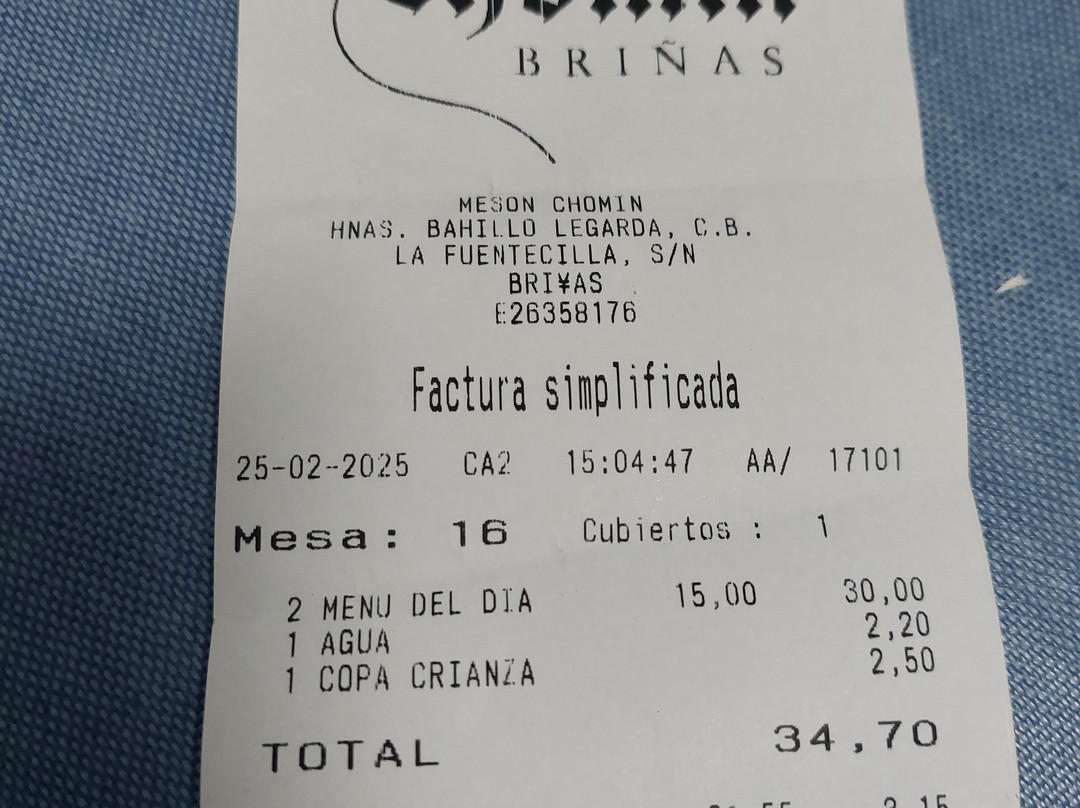 BRIÑAS
MESON CHOMIN
HNAS. BAHILLO LEGARDA, C.B.
LA FUENTECILLA, S/N
BRI¥AS
E26358176
Factura simplificada
25-02-2025 CA2 15:04:47 AA/ 17101
Mesa: 16 Cubiertos : 1
2 MENU DEL DIA 15,00 30,00
1 AGUA 2,20
1 COPA CRIANZA 2,50
TOTAL 34,70